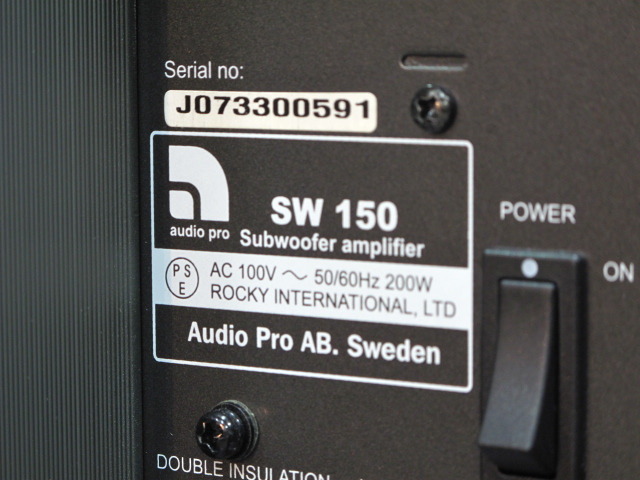 Serial no:
J073300591
audio pro
SW 150
Subwoofer amplifier
PS
E
AC 100V ~ 50/60Hz 200W
ROCKY INTERNATIONAL, LTD
Audio Pro AB. Sweden
POWER
ON
DOUBLE INSULATION